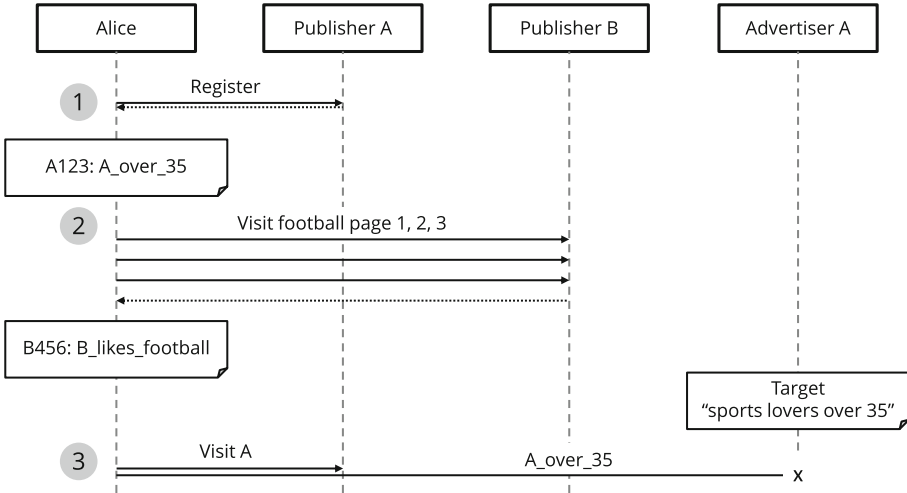 Alice
Publisher A
Publisher B
Advertiser A
1
Register
A123: A_over_35
2
Visit football page 1, 2, 3
B456: B_likes_football
Target
“sports lovers over 35”
3
Visit A
A_over_35
x